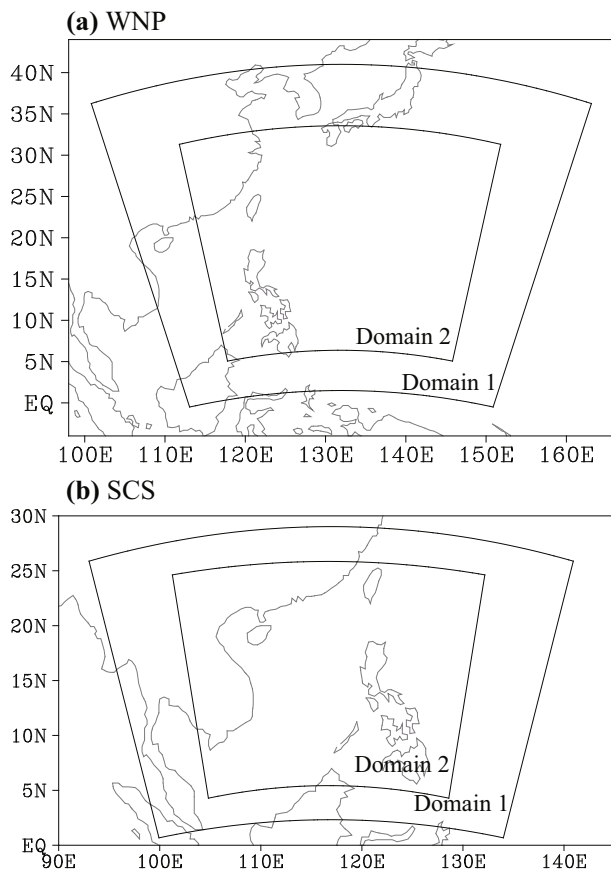 (a) WNP
40N
35N
30N
25N
20N
15N
10N
5N
EQ
Domain 2
Domain 1
100E 110E 120E 130E 140E 150E 160E
(b) SCS
30N
25N
20N
15N
10N
5N
EQ
Domain 2
Domain 1
90E 100E 110E 120E 130E 140E